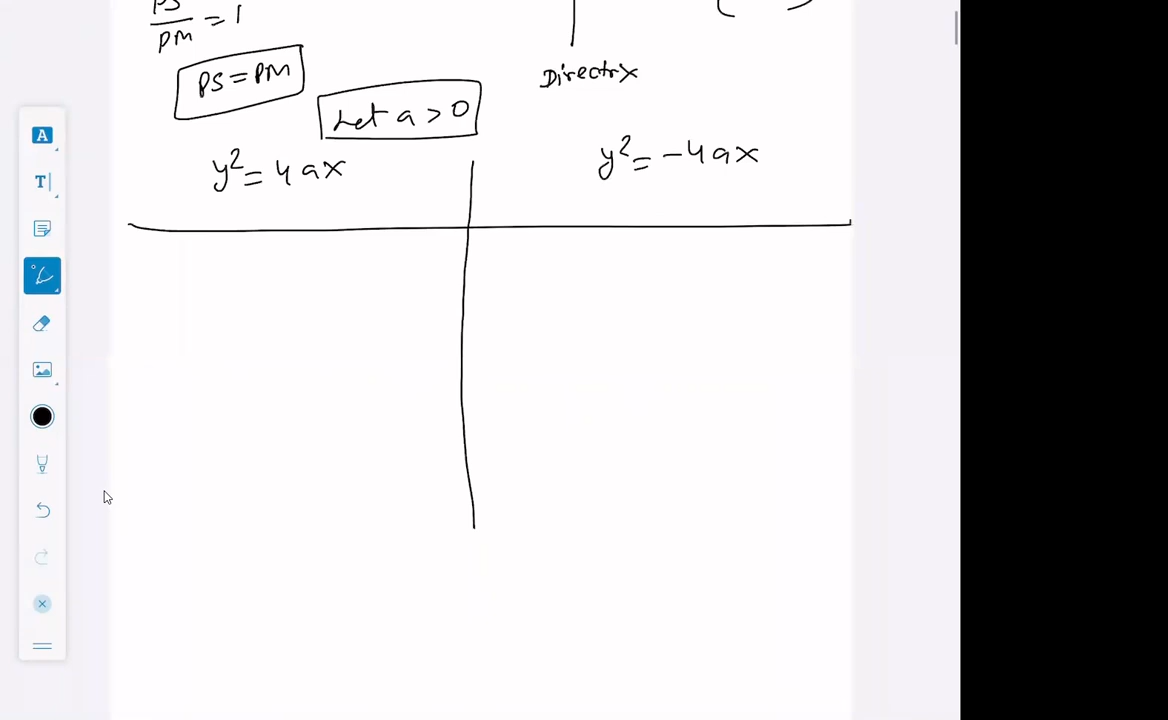 PS/PM = 1
PS = PM
Let a > 0
Directrix
y² = 4ax
y² = -4ax
A
T